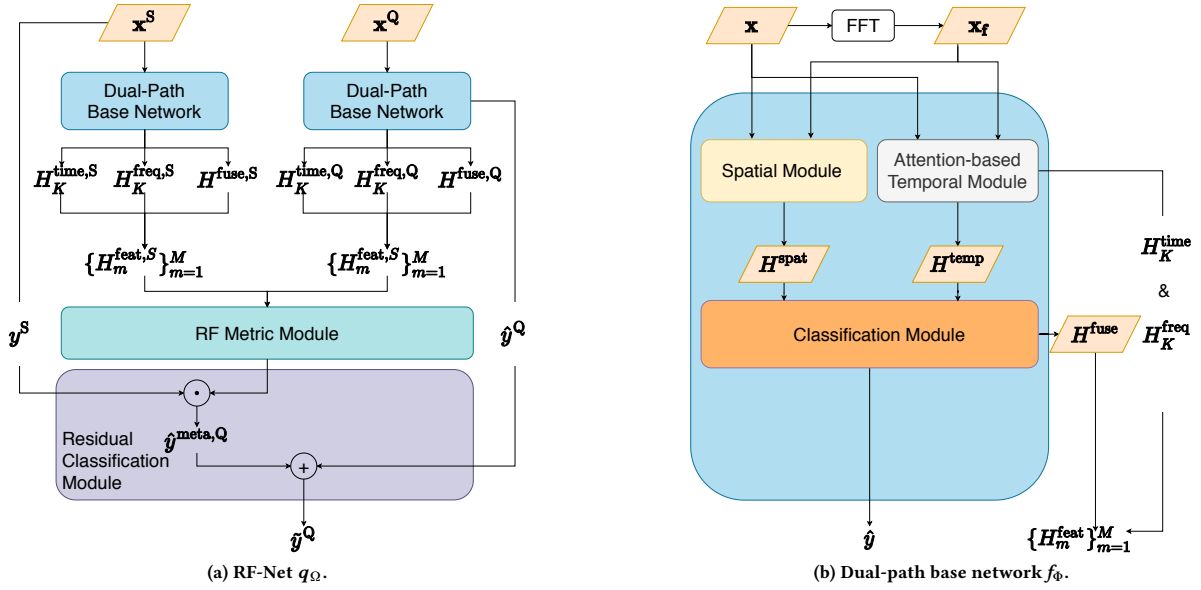 x^S
x^Q
Dual-Path
Base Network
Dual-Path
Base Network
H_K^{time,S} H_K^{freq,S} H^{fuse,S}
H_K^{time,Q} H_K^{freq,Q} H^{fuse,Q}
{H_m^{feat,S}}_{m=1}^M
{H_m^{feat,S}}_{m=1}^M
y^S
RF Metric Module
ŷ^Q
ŷ^{meta,Q}
Residual
Classification
Module
+
ỹ^Q
(a) RF-Net q_Ω.
x
FFT
x_f
Spatial Module
Attention-based
Temporal Module
H^{spat}
H^{temp}
H_K^{time}
&
H_K^{freq}
Classification Module
H^{fuse}
ŷ
{H_m^{feat}}_{m=1}^M
(b) Dual-path base network f_Φ.